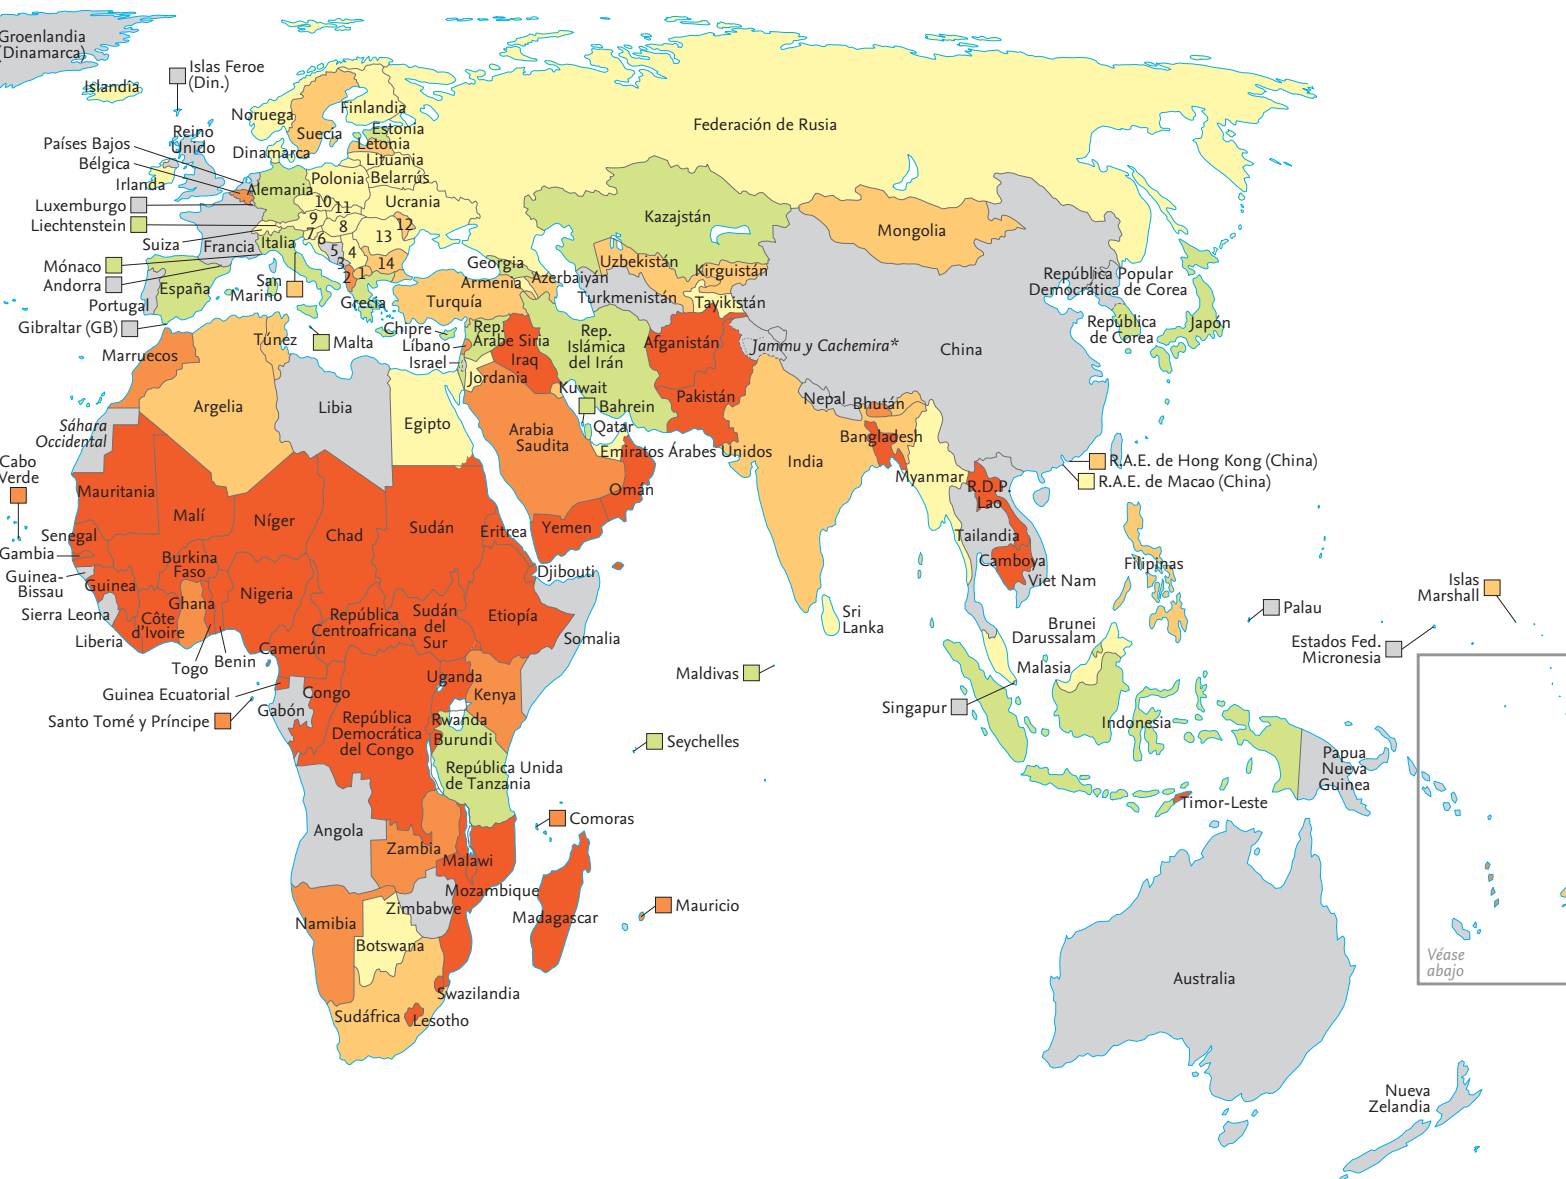 Groenlandia
(Dinamarca)
Islas Feroe
(Din.)
Islandia
Noruega
Finlandia
Suecia
Estonia
Letonia
Lituania
Belarrús
Reino
Unido
Dinamarca
Países Bajos
Bélgica
Irlanda
Alemania
Polonia
Luxemburgo
Liechtenstein
Ucrania
10
11
9
8
7
6
12
13
5
4
3
14
2
1
Suiza
Francia
Italia
Mónaco
Andorra
España
San
Marino
Portugal
Grecia
Gibraltar (GB)
Federación de Rusia
Kazajstán
Mongolia
Georgia
Armenia
Azerbaiyán
Uzbekistán
Kirguistán
Turkmenistán
Tayikistán
Turquía
República Popular
Democrática de Corea
República
de Corea
Japón
Túnez
Malta
Chipre
Líbano
Israel
Rep.
Árabe Siria
Iraq
Jordania
Rep.
Islámica
del Irán
Afganistán
Jammu y Cachemira*
China
Marruecos
Argelia
Libia
Egipto
Kuwait
Bahrein
Qatar
Pakistán
Nepal
Bhután
Sáhara
Occidental
Arabia
Saudita
Emiratos Árabes Unidos
Bangladesh
India
Myanmar
R.A.E. de Hong Kong (China)
R.A.E. de Macao (China)
Cabo
Verde
Mauritania
Malí
Níger
Chad
Sudán
Eritrea
Omán
Yemen
R.D.P.
Lao
Tailandia
Camboya
Viet Nam
Filipinas
Senegal
Gambia
Guinea-
Bissau
Guinea
Burkina
Faso
Djibouti
Sierra Leona
Liberia
Côte
d'Ivoire
Ghana
Togo
Benin
Nigeria
Camerún
República
Centroafricana
Sudán
del
Sur
Etiopía
Somalia
Sri
Lanka
Islas
Marshall
Palau
Estados Fed.
Micronesia
Brunei
Darussalam
Malasia
Maldivas
Singapur
Indonesia
Uganda
Kenya
Guinea Ecuatorial
Congo
Gabón
Santo Tomé y Príncipe
República
Democrática
del Congo
Rwanda
Burundi
Seychelles
República Unida
de Tanzania
Papua
Nueva
Guinea
Timor-Leste
Angola
Comoras
Zambia
Malawi
Mozambique
Zimbabwe
Madagascar
Mauricio
Namibia
Botswana
Véase
abajo
Australia
Swazilandia
Sudáfrica
Lesotho
Nueva
Zelandia